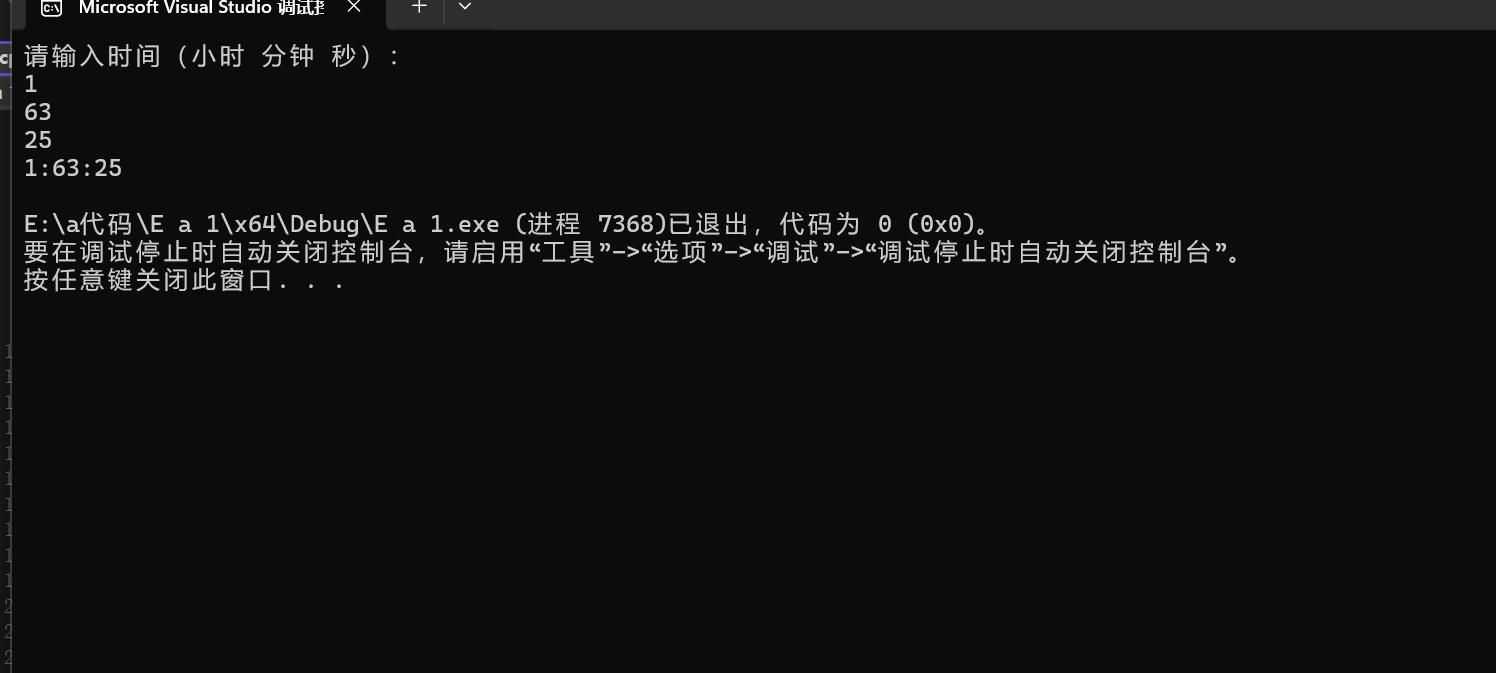 Microsoft Visual Studio 调试
请输入时间（小时 分钟 秒）：
1
63
25
1:63:25
E:\a代码\E a 1\x64\Debug\E a 1.exe (进程 7368)已退出，代码为 0 (0x0)。
要在调试停止时自动关闭控制台，请启用“工具”->“选项”->“调试”->“调试停止时自动关闭控制台”。
按任意键关闭此窗口. . .